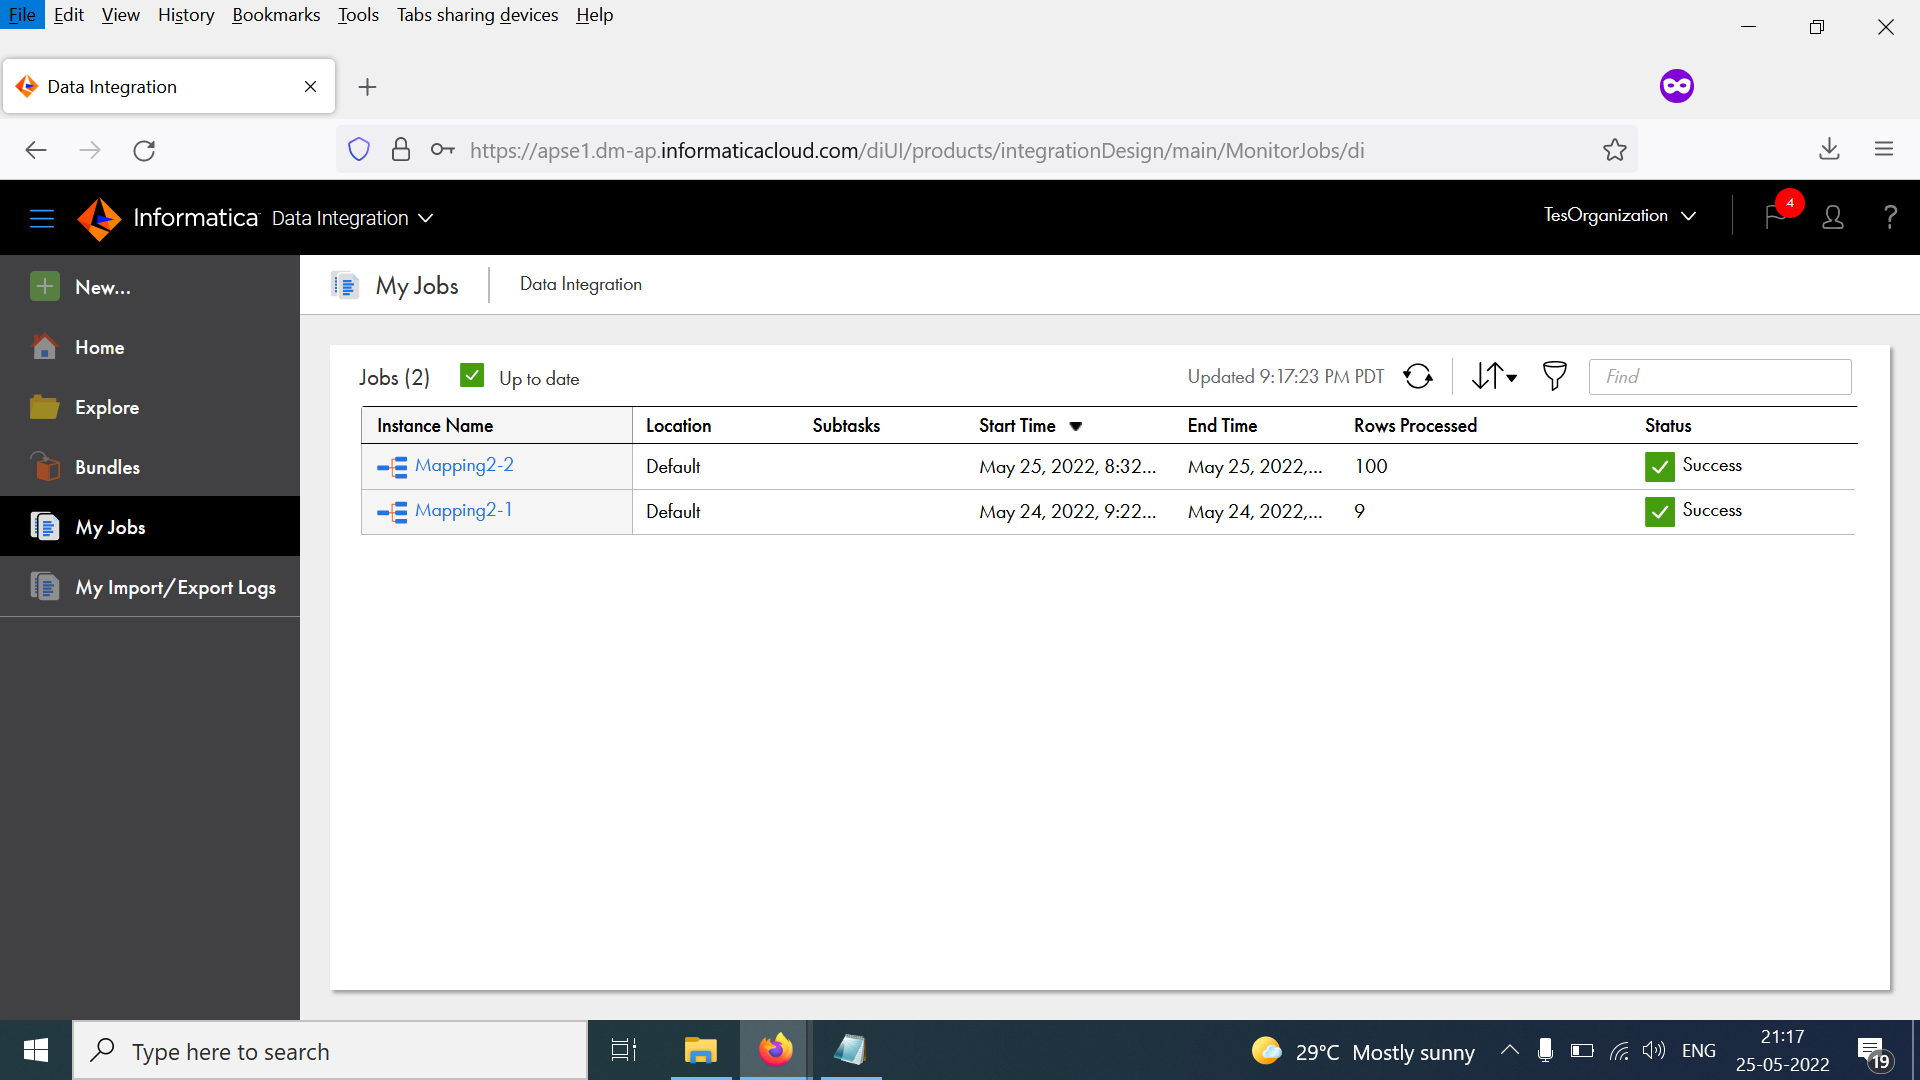 File Edit View History Bookmarks Tools Tabs sharing devices Help
Data Integration
https://apse1.dm-ap.informaticacloud.com/diUI/products/integrationDesign/main/MonitorJobs/di
Informatica Data Integration
TesOrganization
4
?
New...
Home
Explore
Bundles
My Jobs
My Import/Export Logs
My Jobs
Data Integration
Jobs (2) Up to date Updated 9:17:23 PM PDT Find
Instance Name Location Subtasks Start Time End Time Rows Processed Status
Mapping2-2 Default May 25, 2022, 8:32... May 25, 2022,... 100 Success
Mapping2-1 Default May 24, 2022, 9:22... May 24, 2022,... 9 Success
Type here to search
29°C Mostly sunny
ENG
21:17
25-05-2022
19